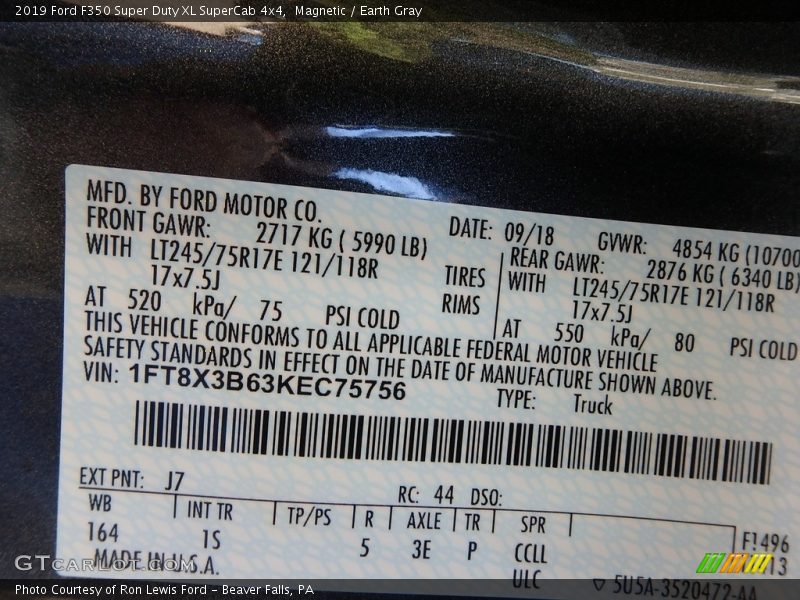 2019 Ford F350 Super Duty XL SuperCab 4x4, Magnetic / Earth Gray
MFD. BY FORD MOTOR CO.
DATE: 09/18 GVWR: 4854 KG (10700
FRONT GAWR: 2717 KG ( 5990 LB)
REAR GAWR: 2876 KG ( 6340 LB)
WITH LT245/75R17E 121/118R TIRES
WITH LT245/75R17E 121/118R
17x7.5J RIMS
17x7.5J
AT 520 kPa/ 75 PSI COLD
AT 550 kPa/ 80 PSI COLD
THIS VEHICLE CONFORMS TO ALL APPLICABLE FEDERAL MOTOR VEHICLE
SAFETY STANDARDS IN EFFECT ON THE DATE OF MANUFACTURE SHOWN ABOVE.
VIN: 1FT8X3B63KEC75756
TYPE: Truck
EXT PNT: J7 RC: 44 DSO:
WB INT TR TP/PS R AXLE TR SPR
164 1S 5 3E P CCLL
F1496
13
MADE IN U.S.A. ULC
5U5A-3520472-AA
GTCarLot.com
Photo Courtesy of Ron Lewis Ford - Beaver Falls, PA